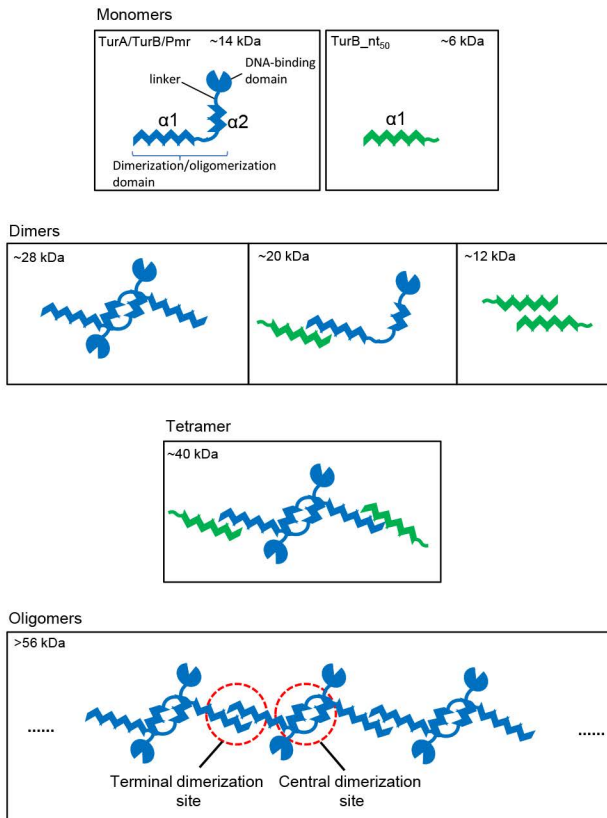 Monomers
TurA/TurB/Pmr ~14 kDa
TurB_nt50 ~6 kDa
DNA-binding
domain
linker
α1
α2
α1
Dimerization/oligomerization
domain
Dimers
~28 kDa
~20 kDa
~12 kDa
Tetramer
~40 kDa
Oligomers
>56 kDa
......
......
Terminal dimerization
site
Central dimerization
site